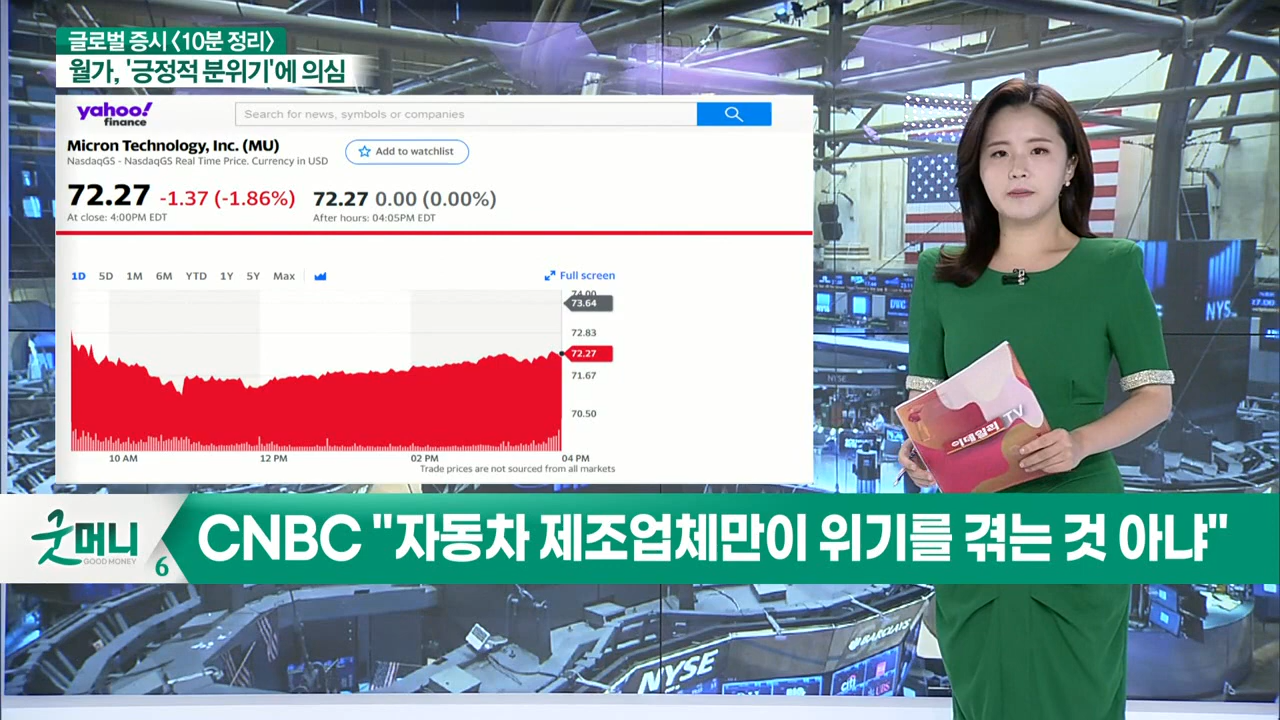 글로벌 증시 〈10분 정리〉
월가, '긍정적 분위기'에 의심
yahoo!
finance
Search for news, symbols or companies
Micron Technology, Inc. (MU)
NasdaqGS - NasdaqGS Real Time Price. Currency in USD
Add to watchlist
72.27 -1.37 (-1.86%) 72.27 0.00 (0.00%)
At close: 4:00PM EDT After hours: 04:05PM EDT
1D 5D 1M 6M YTD 1Y 5Y Max
Full screen
74.00
73.64
72.83
72.27
71.67
70.50
10 AM 12 PM 02 PM 04 PM
Trade prices are not sourced from all markets
NYS
NYSE
이데일리 TV
굿머니
GOOD MONEY
6
CNBC "자동차 제조업체만이 위기를 겪는 것 아냐"
NYSE
BARCLAYS
citi
UBS